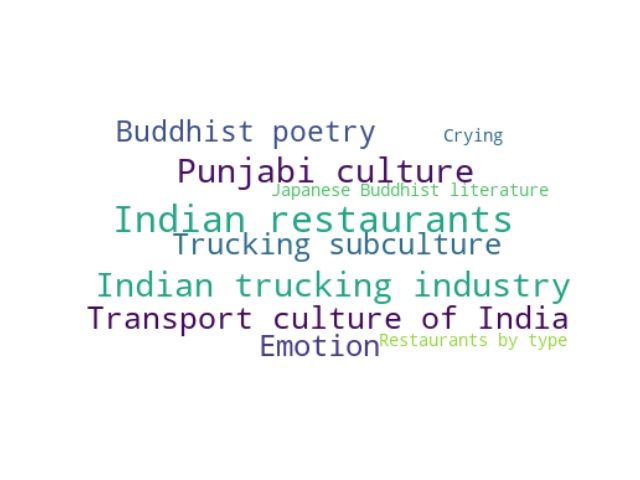 Buddhist poetry
Crying
Punjabi culture
Japanese Buddhist literature
Indian restaurants
Trucking subculture
Indian trucking industry
Transport culture of India
Emotion
Restaurants by type